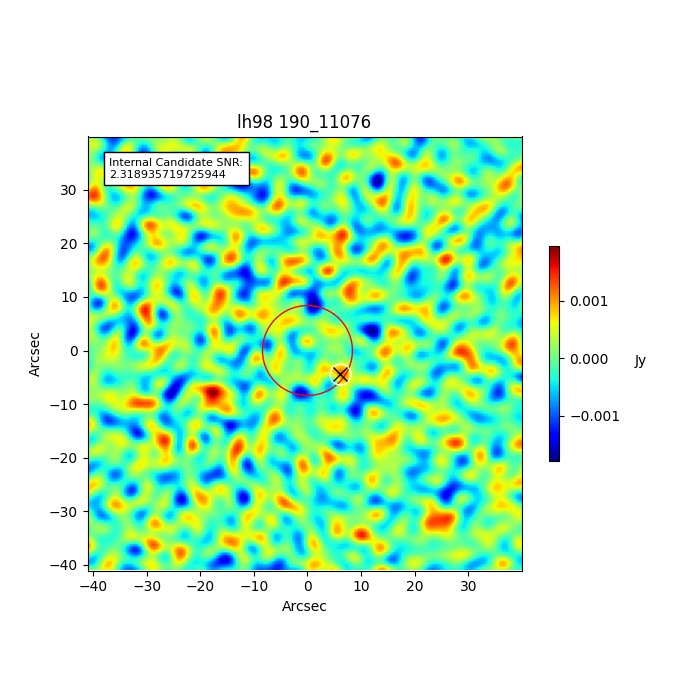 lh98 190_11076
Internal Candidate SNR:
2.318935719725944
30
20
10
0
−10
−20
−30
−40
Arcsec
−40 −30 −20 −10 0 10 20 30
Arcsec
0.001
0.000
−0.001
Jy